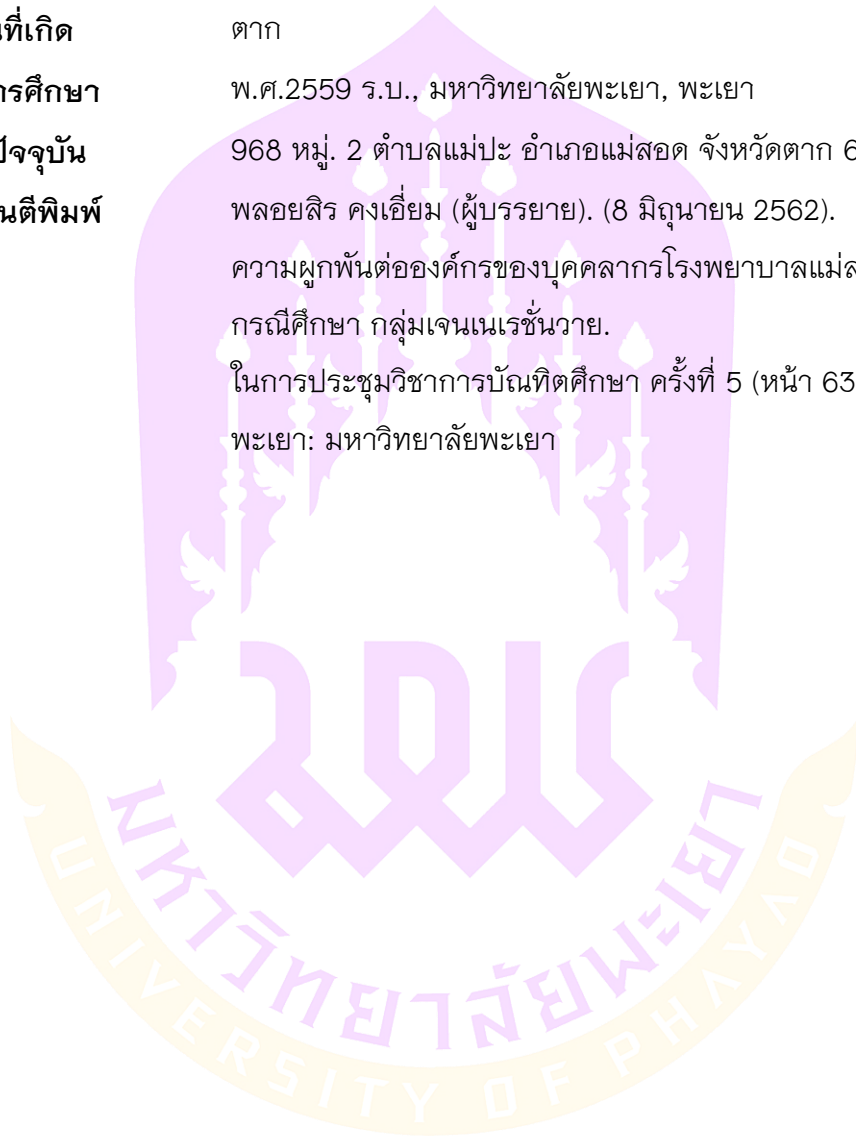 ที่เกิด ตาก
ารศึกษา พ.ศ.2559 ร.บ., มหาวิทยาลัยพะเยา, พะเยา
ปัจจุบัน 968 หมู่. 2 ตำบลแม่ปะ อำเภอแม่สอด จังหวัดตาก 6
นตีพิมพ์ พลอยสิร คงเอี่ยม (ผู้บรรยาย). (8 มิถุนายน 2562).
ความผูกพันต่อองค์กรของบุคคลากรโรงพยาบาลแม่ส
กรณีศึกษา กลุ่มเจนเนเรชั่นวาย.
ในการประชุมวิชาการบัณฑิตศึกษา ครั้งที่ 5 (หน้า 63
พะเยา: มหาวิทยาลัยพะเยา
มหาวิทยาลัยพะเยา
UNIVERSITY OF PHAYAO